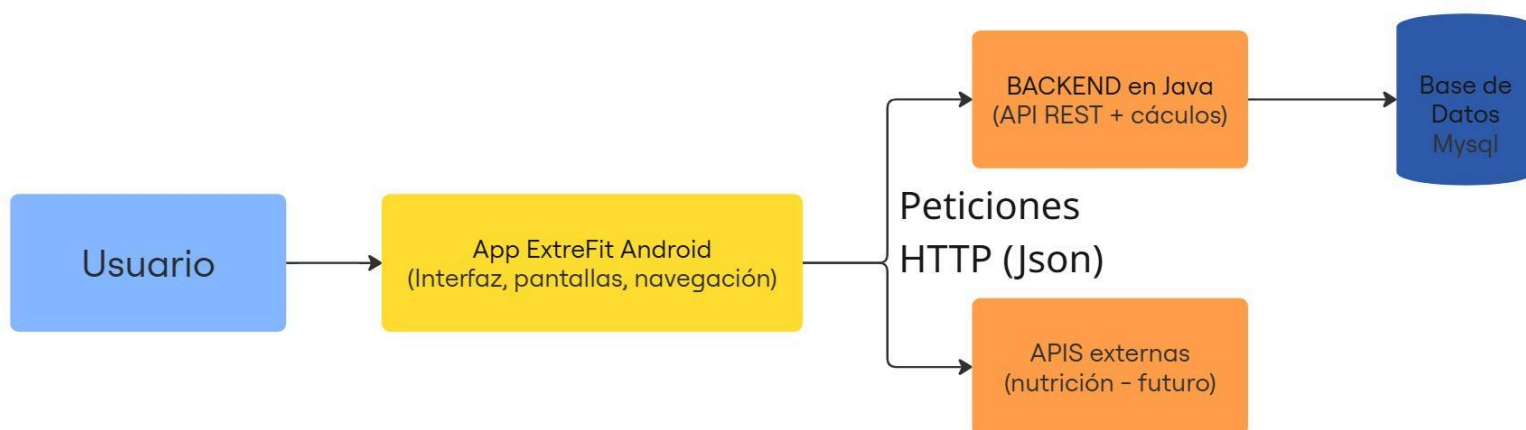 Usuario
App ExtreFit Android
(Interfaz, pantallas, navegación)
Peticiones
HTTP (Json)
BACKEND en Java
(API REST + cáculos)
Base de
Datos
Mysql
APIS externas
(nutrición - futuro)